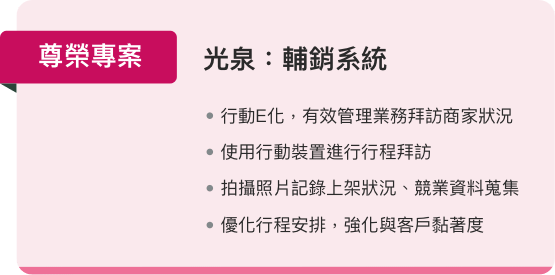 尊榮專案
光泉：輔銷系統
• 行動E化，有效管理業務拜訪商家狀況
• 使用行動裝置進行行程拜訪
• 拍攝照片記錄上架狀況、競業資料蒐集
• 優化行程安排，強化與客戶黏著度